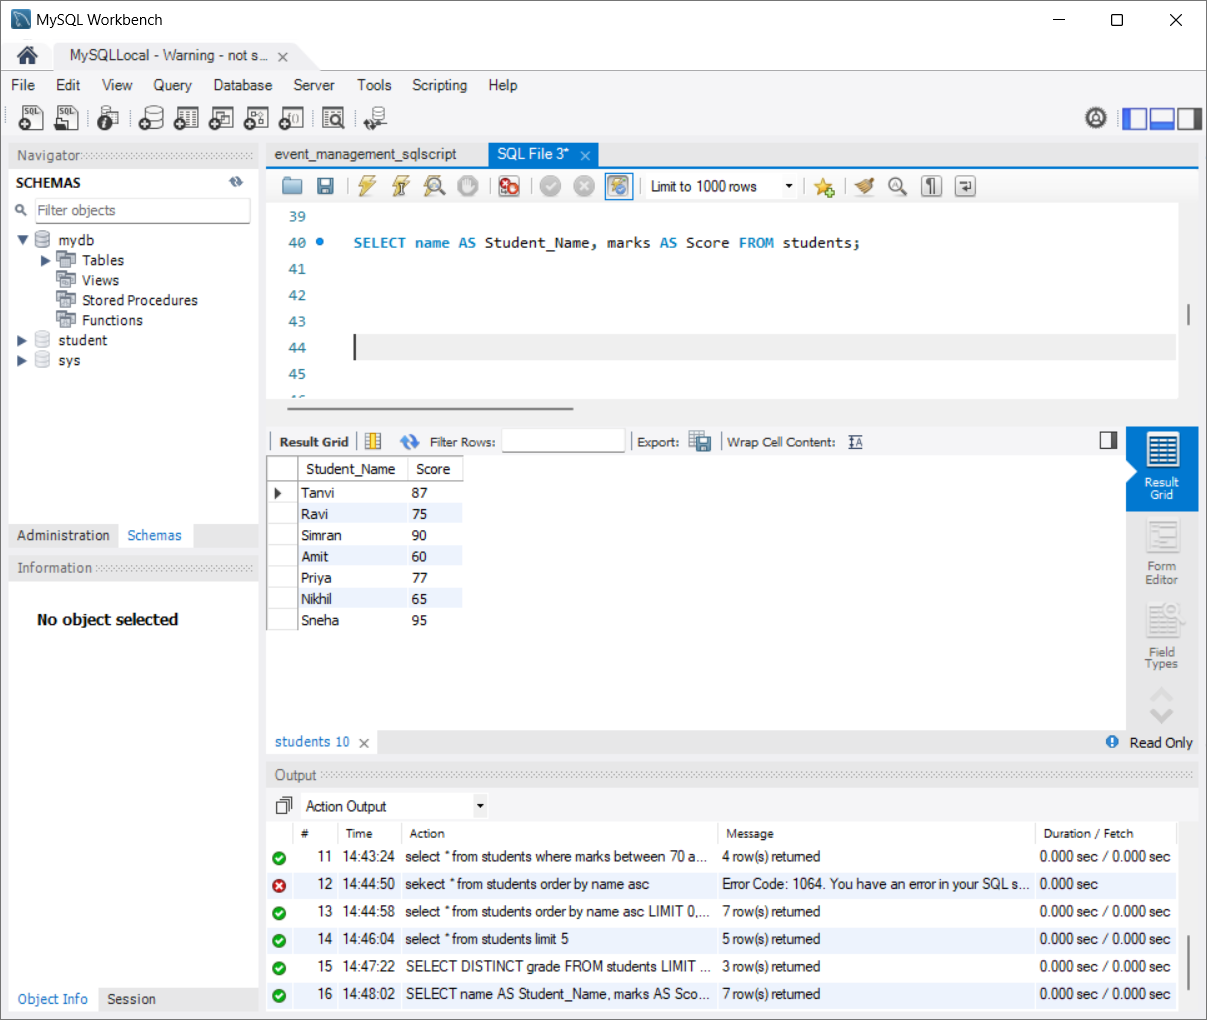 MySQL Workbench
MySQLLocal - Warning - not s...
File Edit View Query Database Server Tools Scripting Help
Navigator
SCHEMAS
Filter objects
mydb
Tables
Views
Stored Procedures
Functions
student
sys
Administration Schemas
Information
No object selected
Object Info Session
event_management_sqlscript SQL File 3*
Limit to 1000 rows
39
40 SELECT name AS Student_Name, marks AS Score FROM students;
41
42
43
44
45
Result Grid Filter Rows: Export: Wrap Cell Content:
Student_Name Score
Tanvi 87
Ravi 75
Simran 90
Amit 60
Priya 77
Nikhil 65
Sneha 95
Result
Grid
Form
Editor
Field
Types
students 10 Read Only
Output
Action Output
# Time Action Message Duration / Fetch
11 14:43:24 select * from students where marks between 70 a... 4 row(s) returned 0.000 sec / 0.000 sec
12 14:44:50 sekect * from students order by name asc Error Code: 1064. You have an error in your SQL s... 0.000 sec
13 14:44:58 select * from students order by name asc LIMIT 0,... 7 row(s) returned 0.000 sec / 0.000 sec
14 14:46:04 select * from students limit 5 5 row(s) returned 0.000 sec / 0.000 sec
15 14:47:22 SELECT DISTINCT grade FROM students LIMIT ... 3 row(s) returned 0.000 sec / 0.000 sec
16 14:48:02 SELECT name AS Student_Name, marks AS Sco... 7 row(s) returned 0.000 sec / 0.000 sec